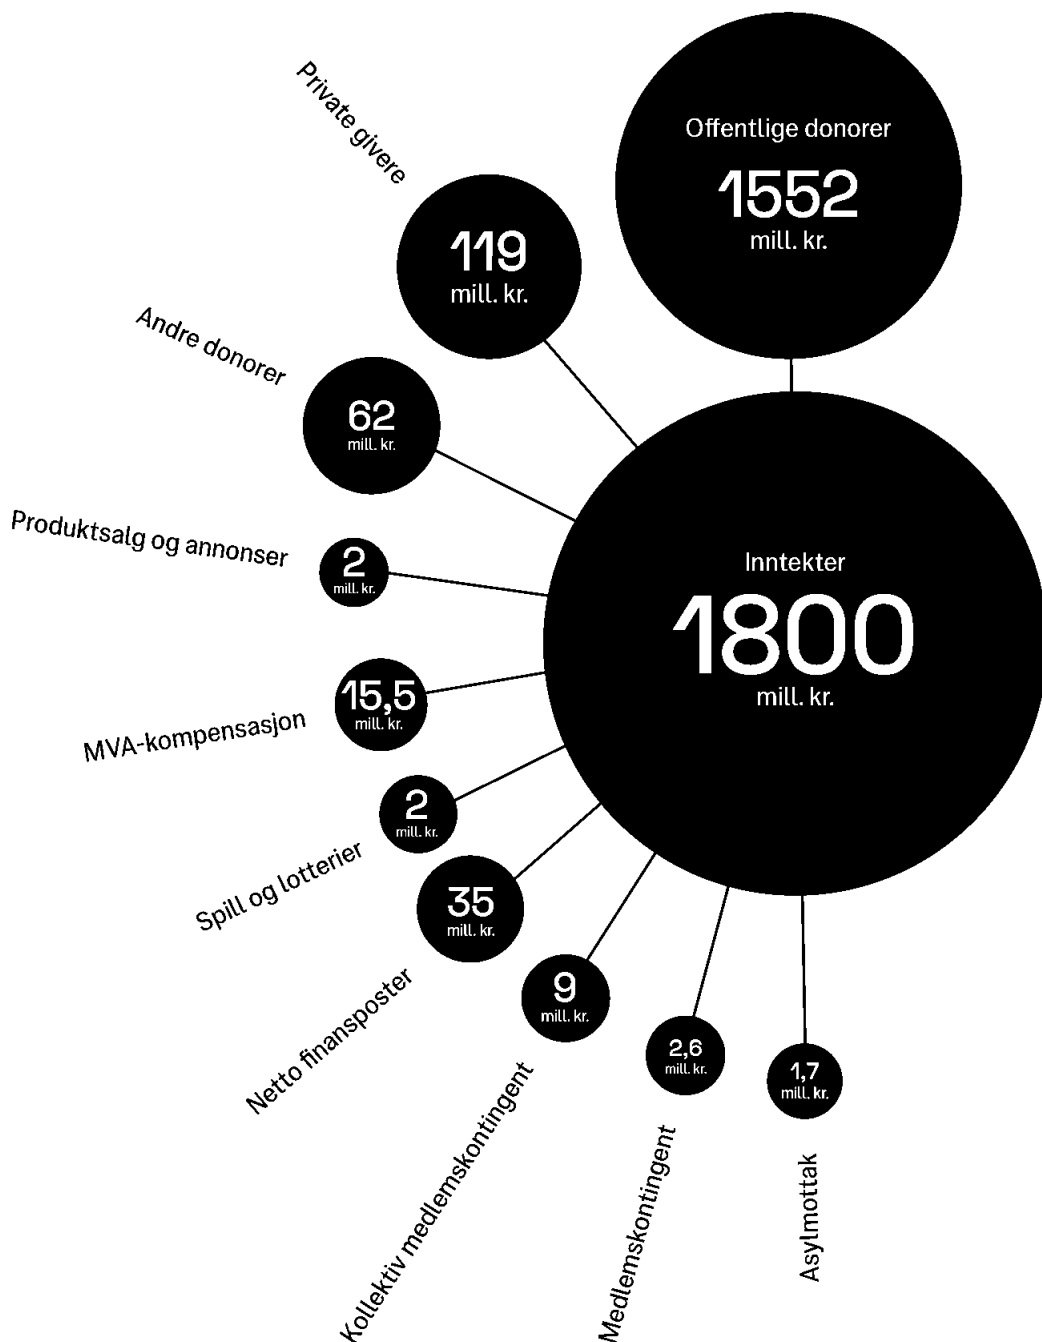 Offentlige donorer
1552
mill. kr.
Private givere
119
mill. kr.
Andre donorer
62
mill. kr.
Produktsalg og annonser
2
mill. kr.
Inntekter
1800
mill. kr.
MVA-kompensasjon
15,5
mill. kr.
Spill og lotterier
2
mill. kr.
Netto finansposter
35
mill. kr.
Kollektiv medlemskontingent
9
mill. kr.
Medlemskontingent
2,6
mill. kr.
Asylmottak
1,7
mill. kr.